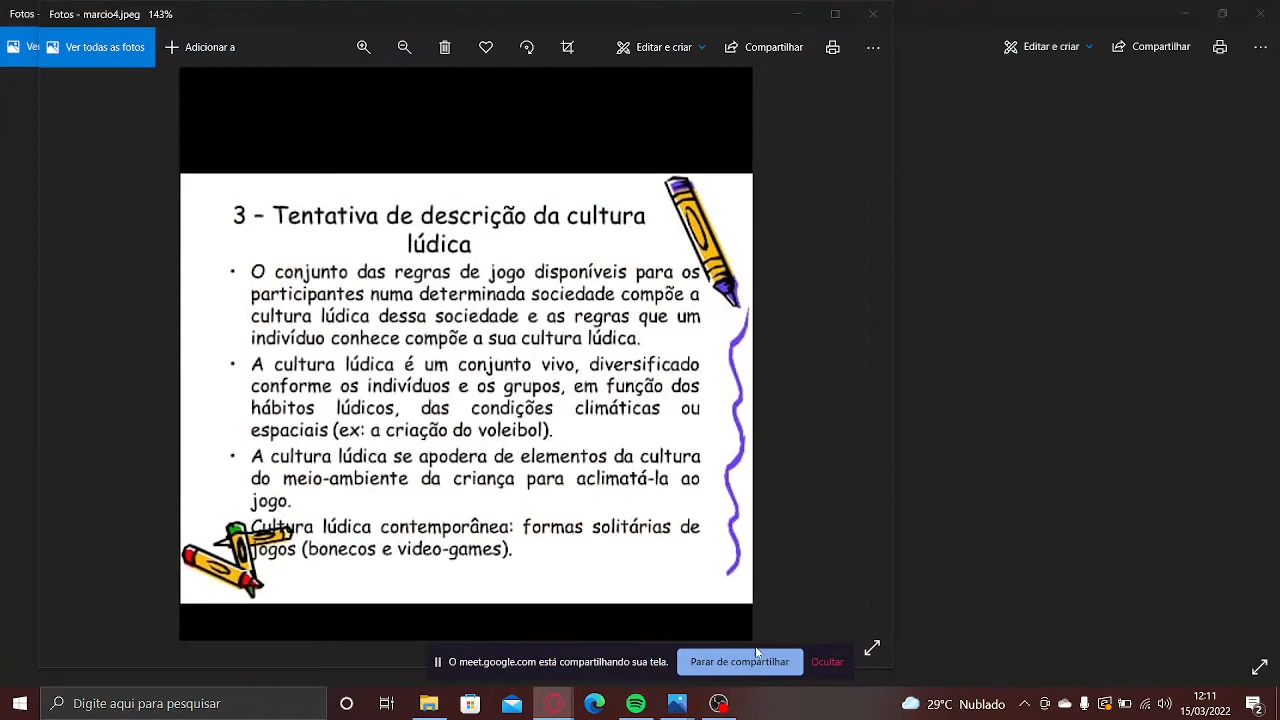 Fotos
Fotos - marcio4.jpeg 143%
Ve
Ver todas as fotos
Adicionar a
Editar e criar
Compartilhar
Editar e criar
Compartilhar
3 – Tentativa de descrição da cultura
lúdica
• O conjunto das regras de jogo disponíveis para os
participantes numa determinada sociedade compõe a
cultura lúdica dessa sociedade e as regras que um
indivíduo conhece compõe a sua cultura lúdica.
• A cultura lúdica é um conjunto vivo, diversificado
conforme os indivíduos e os grupos, em função dos
hábitos lúdicos, das condições climáticas ou
espaciais (ex: a criação do voleibol).
• A cultura lúdica se apodera de elementos da cultura
do meio-ambiente da criança para aclimatá-la ao
jogo.
Cultura lúdica contemporânea: formas solitárias de
jogos (bonecos e video-games).
O meet.google.com está compartilhando sua tela.
Parar de compartilhar
Ocultar
Digite aqui para pesquisar
29°C Nublado
12:11
15/03/2022
2